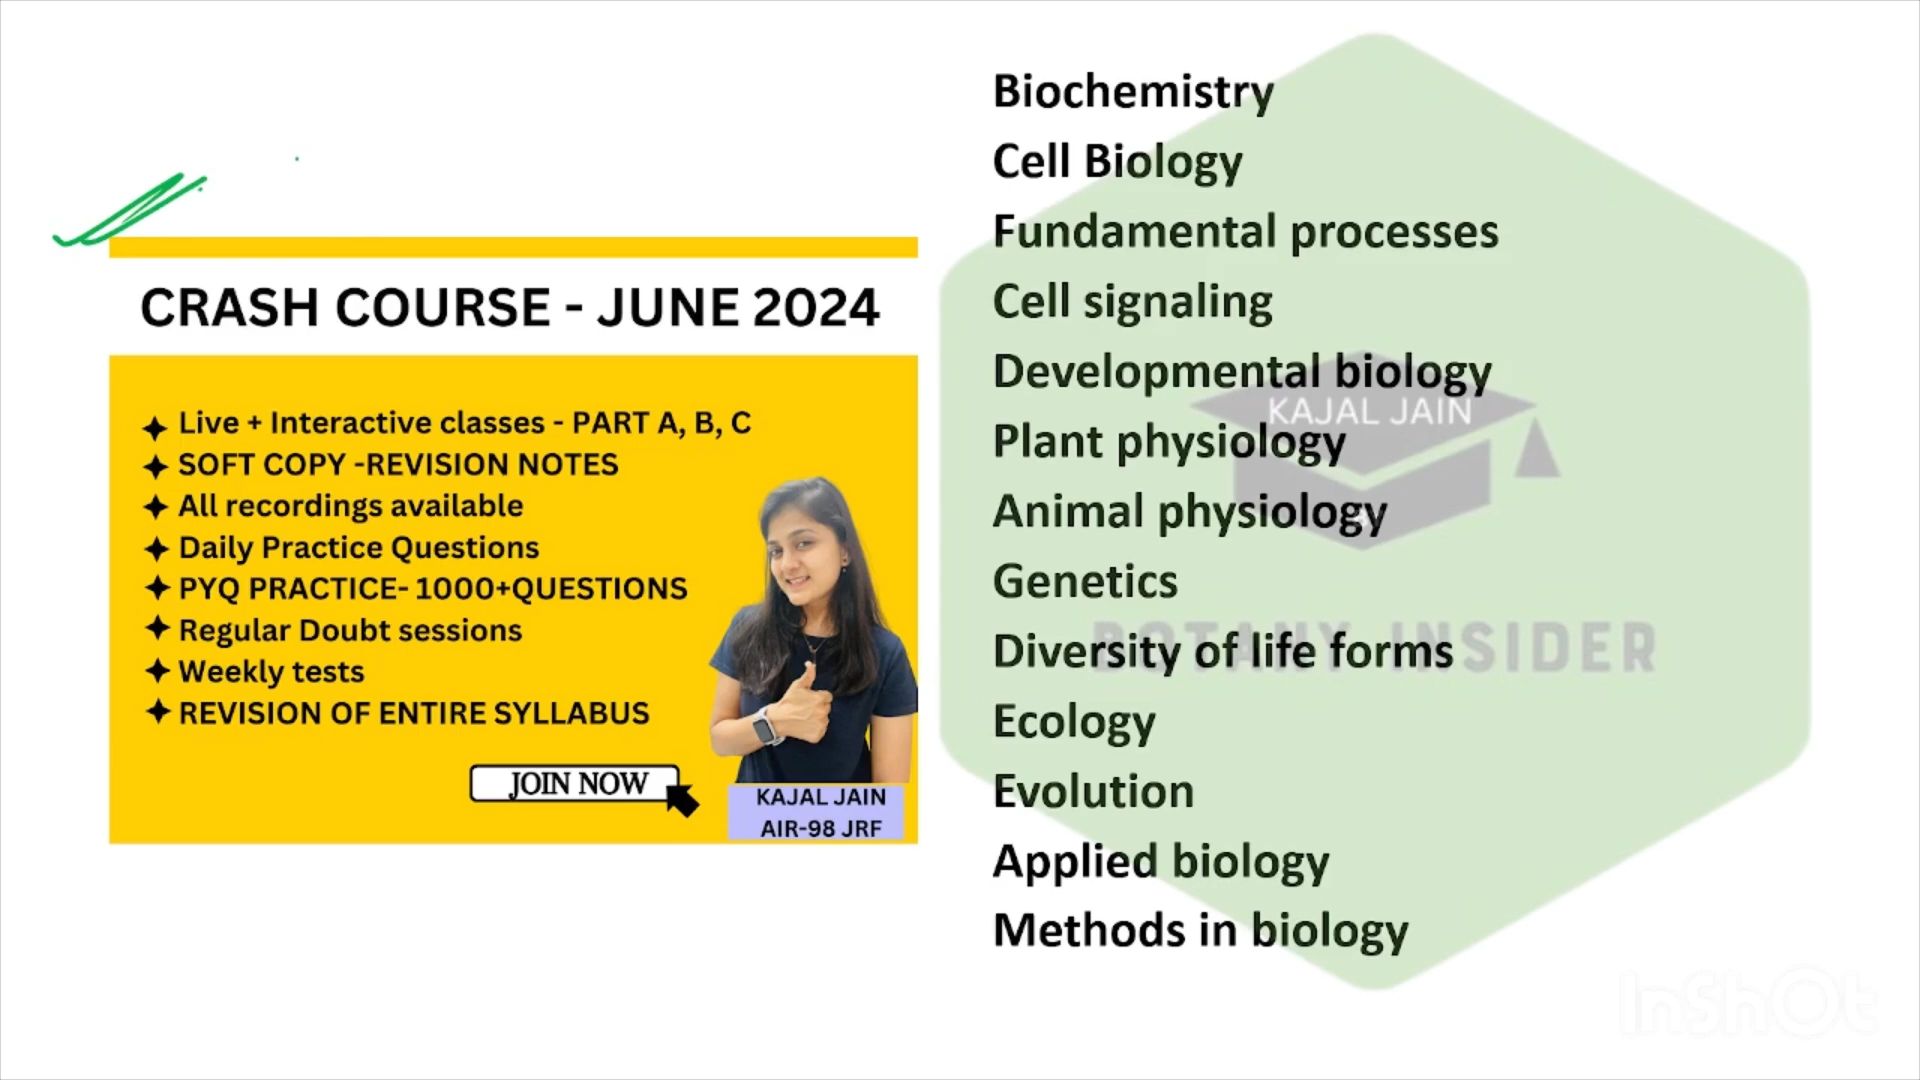 CRASH COURSE - JUNE 2024
Live + Interactive classes - PART A, B, C
SOFT COPY -REVISION NOTES
All recordings available
Daily Practice Questions
PYQ PRACTICE- 1000+QUESTIONS
Regular Doubt sessions
Weekly tests
REVISION OF ENTIRE SYLLABUS
JOIN NOW
KAJAL JAIN
AIR-98 JRF
Biochemistry
Cell Biology
Fundamental processes
Cell signaling
Developmental biology
Plant physiology
Animal physiology
Genetics
Diversity of life forms
Ecology
Evolution
Applied biology
Methods in biology
KAJAL JAIN
BOTANY INSIDER
InShOt